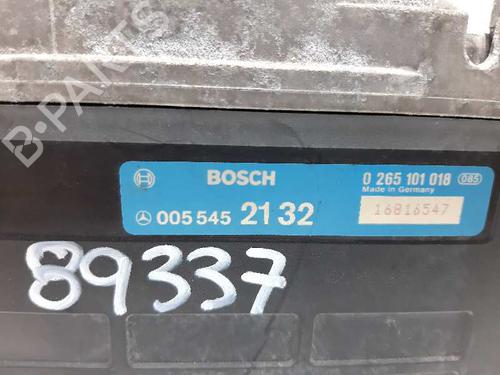 B-PARTS
BOSCH
0 265 101 018 085
Made in Germany
005 545 21 32
16816547
89337